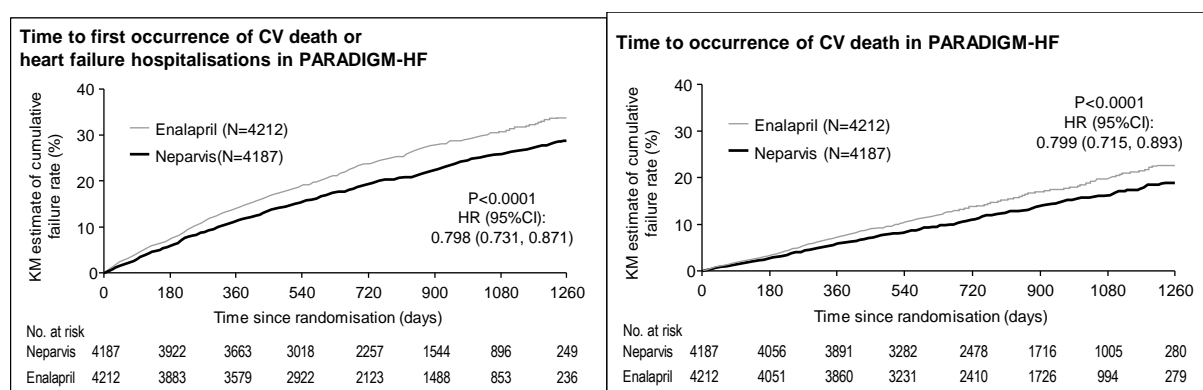 Time to first occurrence of CV death or
heart failure hospitalisations in PARADIGM-HF
KM estimate of cumulative
failure rate (%)
40
30
20
10
0
Enalapril (N=4212)
Neparvis(N=4187)
P<0.0001
HR (95%CI):
0.798 (0.731, 0.871)
0 180 360 540 720 900 1080 1260
Time since randomisation (days)
No. at risk
Neparvis 4187 3922 3663 3018 2257 1544 896 249
Enalapril 4212 3883 3579 2922 2123 1488 853 236
Time to occurrence of CV death in PARADIGM-HF
KM estimate of cumulative
failure rate (%)
40
30
20
10
0
Enalapril (N=4212)
Neparvis (N=4187)
P<0.0001
HR (95%CI):
0.799 (0.715, 0.893)
0 180 360 540 720 900 1080 1260
Time since randomisation (days)
No. at risk
Neparvis 4187 4056 3891 3282 2478 1716 1005 280
Enalapril 4212 4051 3860 3231 2410 1726 994 279